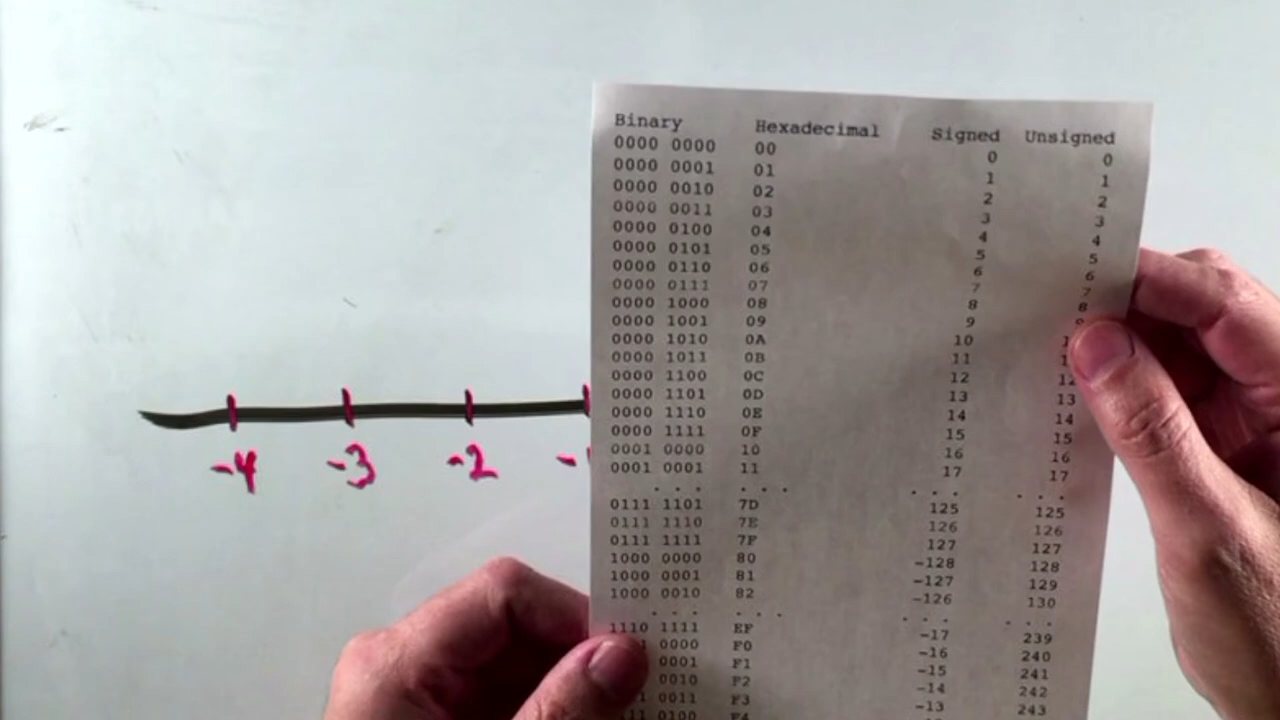 Binary Hexadecimal Signed Unsigned
0000 0000 00 0 0
0000 0001 01 1 1
0000 0010 02 2 2
0000 0011 03 3 3
0000 0100 04 4 4
0000 0101 05 5 5
0000 0110 06 6 6
0000 0111 07 7 7
0000 1000 08 8 8
0000 1001 09 9
0000 1010 0A 10
0000 1011 0B 11
0000 1100 0C 12 12
0000 1101 0D 13 13
0000 1110 0E 14 14
0000 1111 0F 15 15
0001 0000 10 16 16
0001 0001 11 17 17
. . . . . . . . . . . .
0111 1101 7D 125 125
0111 1110 7E 126 126
0111 1111 7F 127 127
1000 0000 80 -128 128
1000 0001 81 -127 129
1000 0010 82 -126 130
. . . . . . . . . . . .
1110 1111 EF -17 239
0000 F0 -16 240
0001 F1 -15 241
0010 F2 -14 242
0011 F3 -13 243
0100 F4
-4 -3 -2